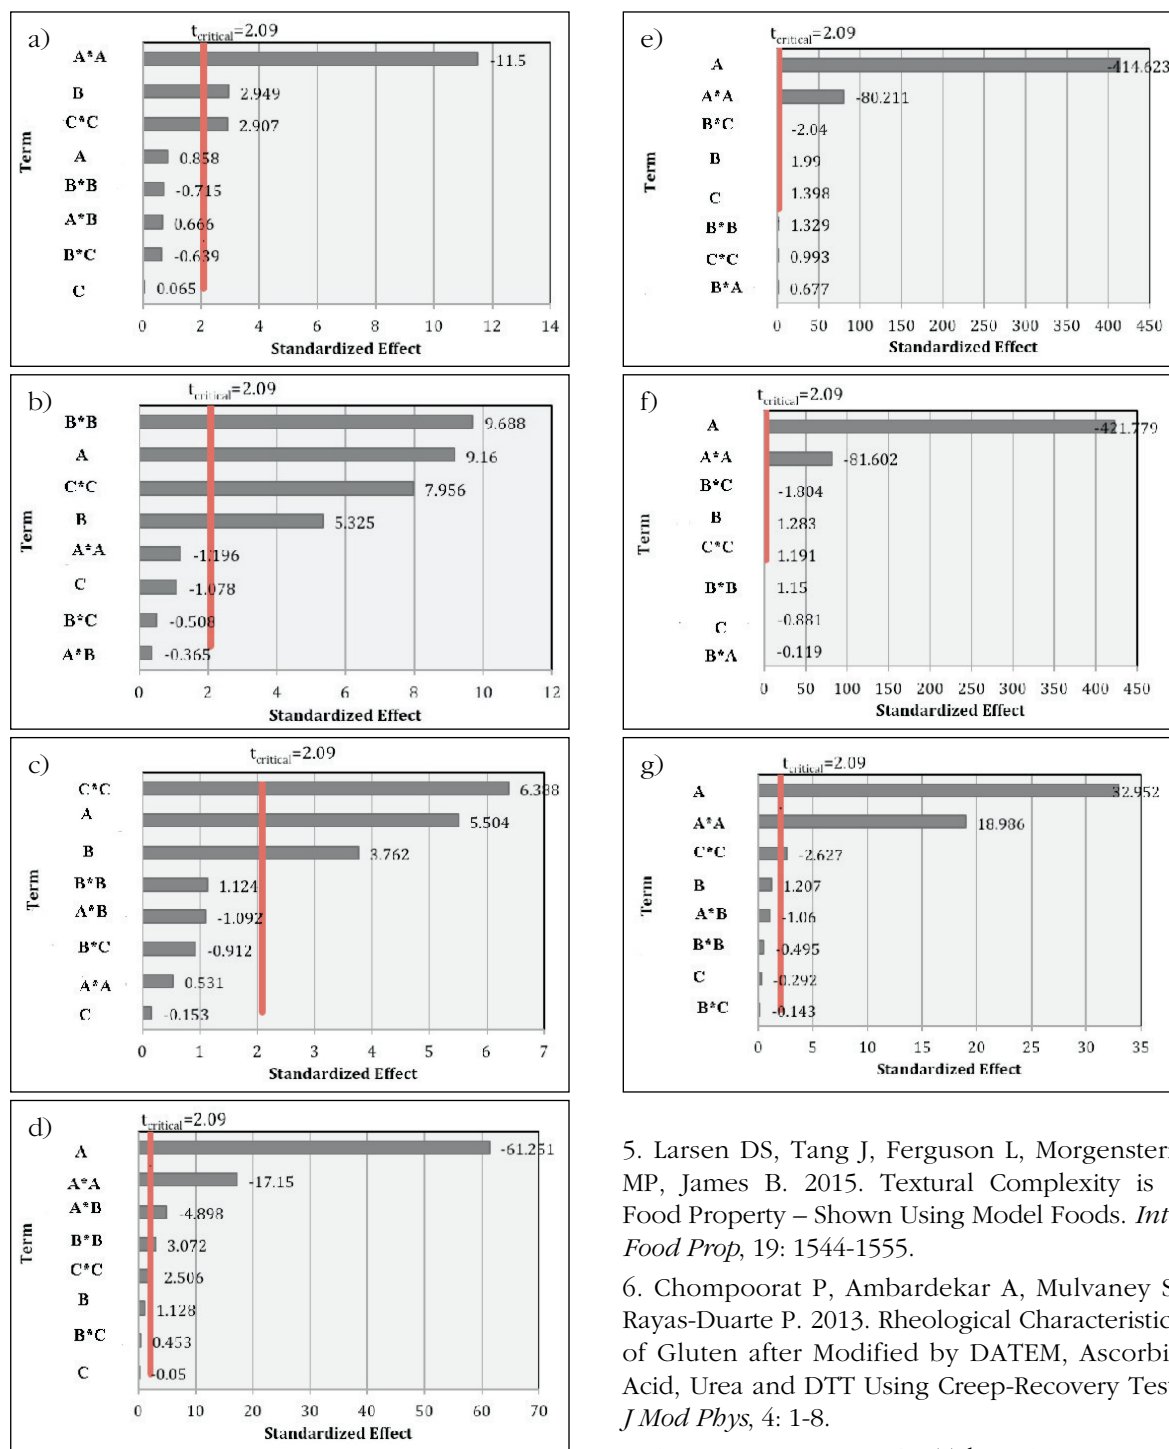 a)
t critical=2.09
A*A
-11.5
B
2.949
C*C
2.907
A
0.858
B*B
-0.715
A*B
0.666
B*C
-0.639
C
0.065
Term
0 2 4 6 8 10 12 14
Standardized Effect
b)
t critical=2.09
B*B
9.688
A
9.16
C*C
7.956
B
5.325
A*A
-1.196
C
-1.078
B*C
-0.508
A*B
-0.365
Term
0 2 4 6 8 10 12
Standardized Effect
c)
t critical=2.09
C*C
6.388
A
5.504
B
3.762
B*B
1.124
A*B
-1.092
B*C
-0.912
A*A
0.531
C
-0.153
Term
0 1 2 3 4 5 6 7
Standardized Effect
d)
t critical=2.09
A
-61.251
A*A
-17.15
A*B
-4.898
B*B
3.072
C*C
2.506
B
1.128
B*C
0.453
C
-0.05
Term
0 10 20 30 40 50 60 70
Standardized Effect
e)
t critical=2.09
A
-414.623
A*A
-80.211
B*C
-2.04
B
1.99
C
1.398
B*B
1.329
C*C
0.993
B*A
0.677
Term
0 50 100 150 200 250 300 350 400 450
Standardized Effect
f)
t critical=2.09
A
-421.779
A*A
-81.602
B*C
-1.804
B
1.283
C*C
1.191
B*B
1.15
C
-0.881
B*A
-0.119
Term
0 50 100 150 200 250 300 350 400 450
Standardized Effect
g)
t critical=2.09
A
32.952
A*A
18.986
C*C
-2.627
B
1.207
A*B
-1.06
B*B
-0.495
C
-0.292
B*C
-0.143
Term
0 5 10 15 20 25 30 35
Standardized Effect
5. Larsen DS, Tang J, Ferguson L, Morgenstern
MP, James B. 2015. Textural Complexity is
Food Property – Shown Using Model Foods. Int
Food Prop, 19: 1544-1555.
6. Chompoorat P, Ambardekar A, Mulvaney S
Rayas-Duarte P. 2013. Rheological Characteristic
of Gluten after Modified by DATEM, Ascorbi
Acid, Urea and DTT Using Creep-Recovery Test
J Mod Phys, 4: 1-8.